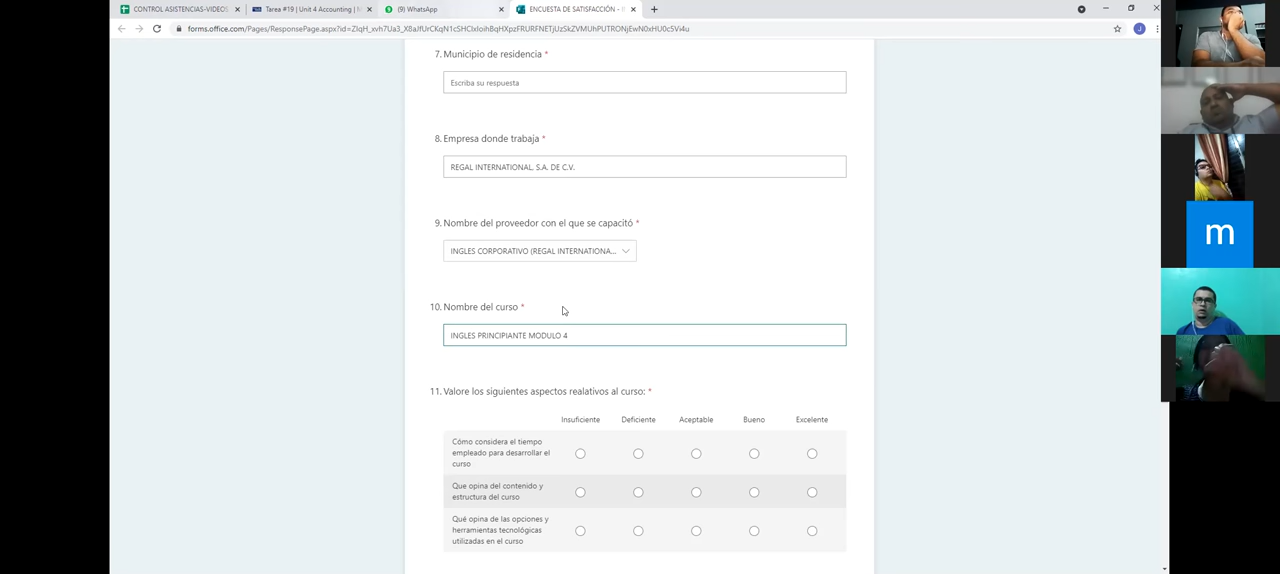 CONTROL ASISTENCIAS-VIDEOS
Tarea #19 | Unit 4 Accounting |
(9) WhatsApp
ENCUESTA DE SATISFACCIÓN –
forms.office.com/Pages/ResponsePage.aspx?id=
J
7. Municipio de residencia *
Escriba su respuesta
8. Empresa donde trabaja *
REGAL INTERNATIONAL, S.A. DE C.V.
9. Nombre del proveedor con el que se capacitó *
INGLES CORPORATIVO (REGAL INTERNATIONA...
10. Nombre del curso *
INGLES PRINCIPIANTE MODULO 4
11. Valore los siguientes aspectos realativos al curso: *
Insuficiente Deficiente Aceptable Bueno Excelente
Cómo considera el tiempo
empleado para desarrollar el
curso
Que opina del contenido y
estructura del curso
Qué opina de las opciones y
herramientas tecnológicas
utilizadas en el curso
m